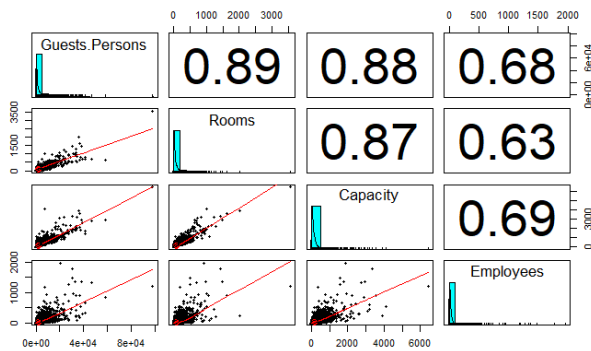 0 1000 3000
0 500 1000 2000
Guests.Persons
0.89
0.88
0.68
0e+00 6e+04
0 1500 3500
Rooms
0.87
0.63
Capacity
0.69
0 3000
0 1000 2000
Employees
0e+00 4e+04 8e+04
0 1000 2000 4000 6000